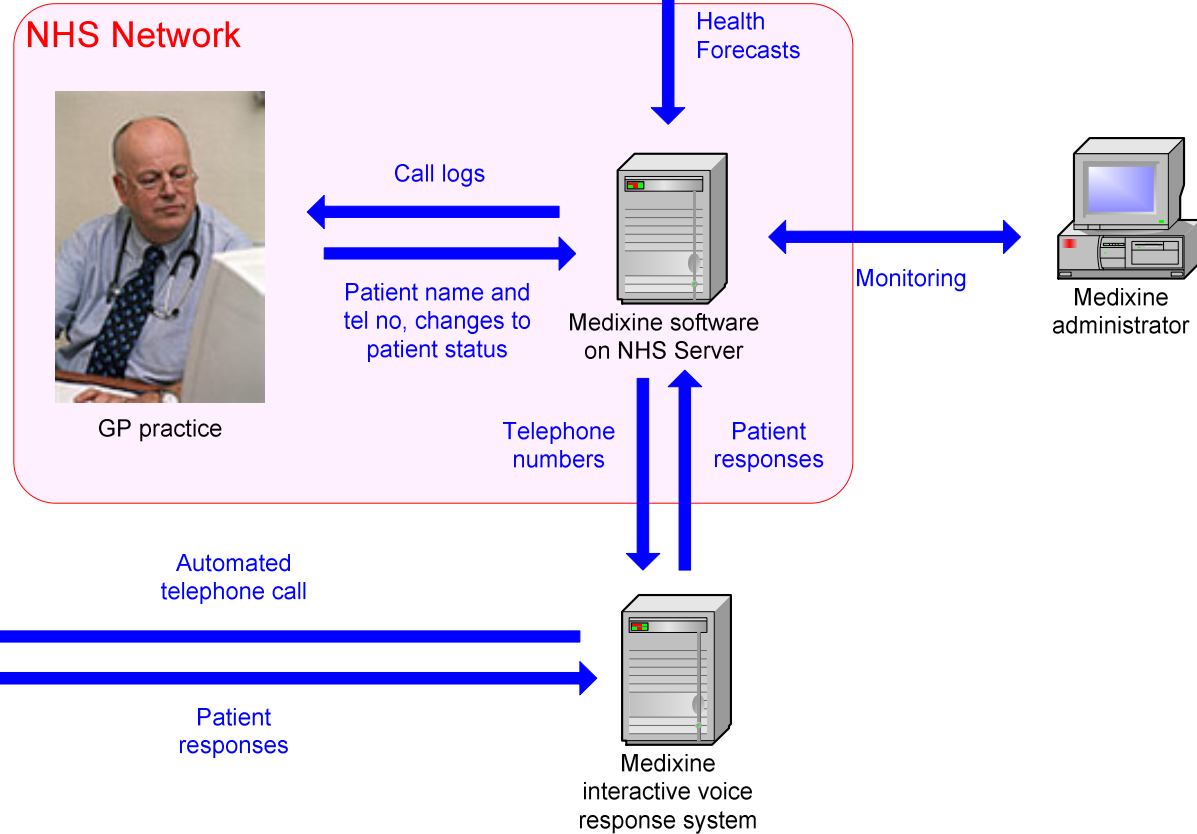 NHS Network
Health
Forecasts
Call logs
Patient name and
tel no, changes to
patient status
GP practice
Medixine software
on NHS Server
Monitoring
Medixine
administrator
Telephone
numbers
Patient
responses
Automated
telephone call
Patient
responses
Medixine
interactive voice
response system